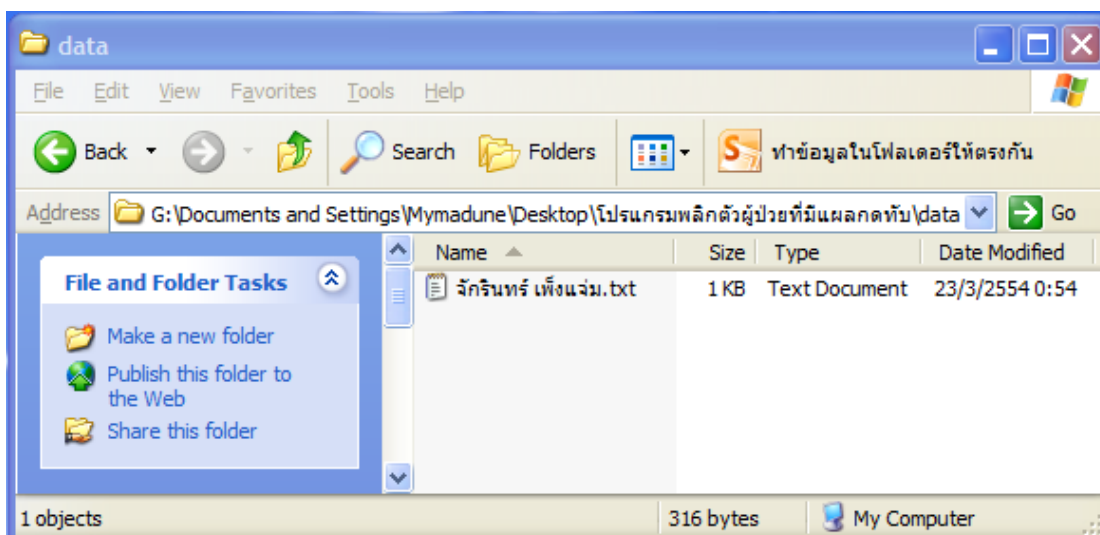 data
File Edit View Favorites Tools Help
Back Search Folders ทำข้อมูลในโฟลเดอร์ให้ตรงกัน
Address G:\Documents and Settings\Mymadune\Desktop\โปรแกรมพลิกตัวผู้ป่วยที่มีแผลกดทับ\data Go
Name Size Type Date Modified
File and Folder Tasks
จักรินทร์ เพ็งแจ่ม.txt 1 KB Text Document 23/3/2554 0:54
Make a new folder
Publish this folder to
the Web
Share this folder
1 objects 316 bytes My Computer